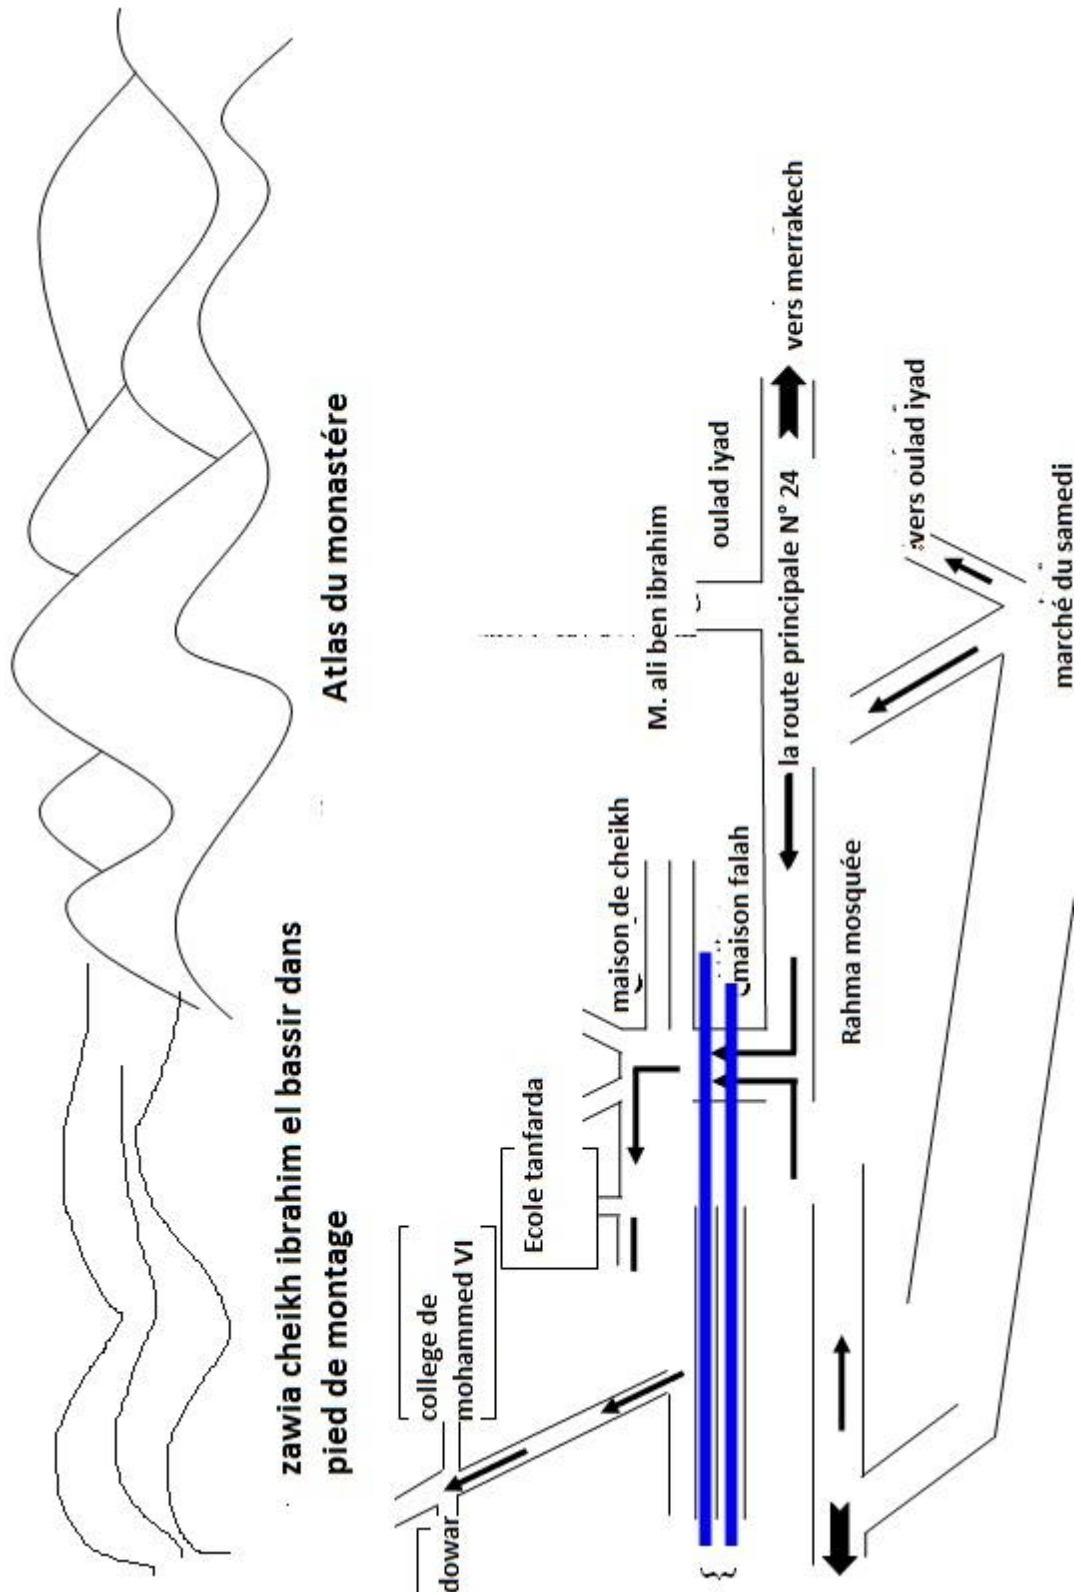 Atlas du monastére
zawia cheikh ibrahim el bassir dans
pied de montage
college de
mohammed VI
dowar
Ecole tanfarda
maison de cheikh
M. ali ben ibrahim
maison falah
oulad iyad
la route principale N° 24
vers merrakech
Rahma mosquée
vers oulad iyad
marché du samedi